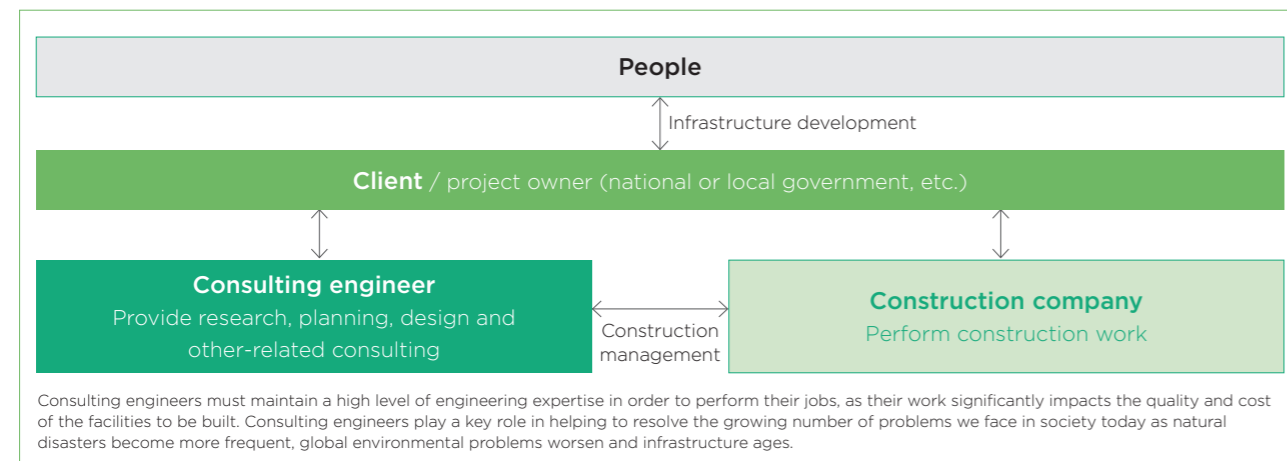 People
Infrastructure development
Client / project owner (national or local government, etc.)
Consulting engineer
Provide research, planning, design and
other-related consulting
Construction
management
Construction company
Perform construction work
Consulting engineers must maintain a high level of engineering expertise in order to perform their jobs, as their work significantly impacts the quality and cost
of the facilities to be built. Consulting engineers play a key role in helping to resolve the growing number of problems we face in society today as natural
disasters become more frequent, global environmental problems worsen and infrastructure ages.